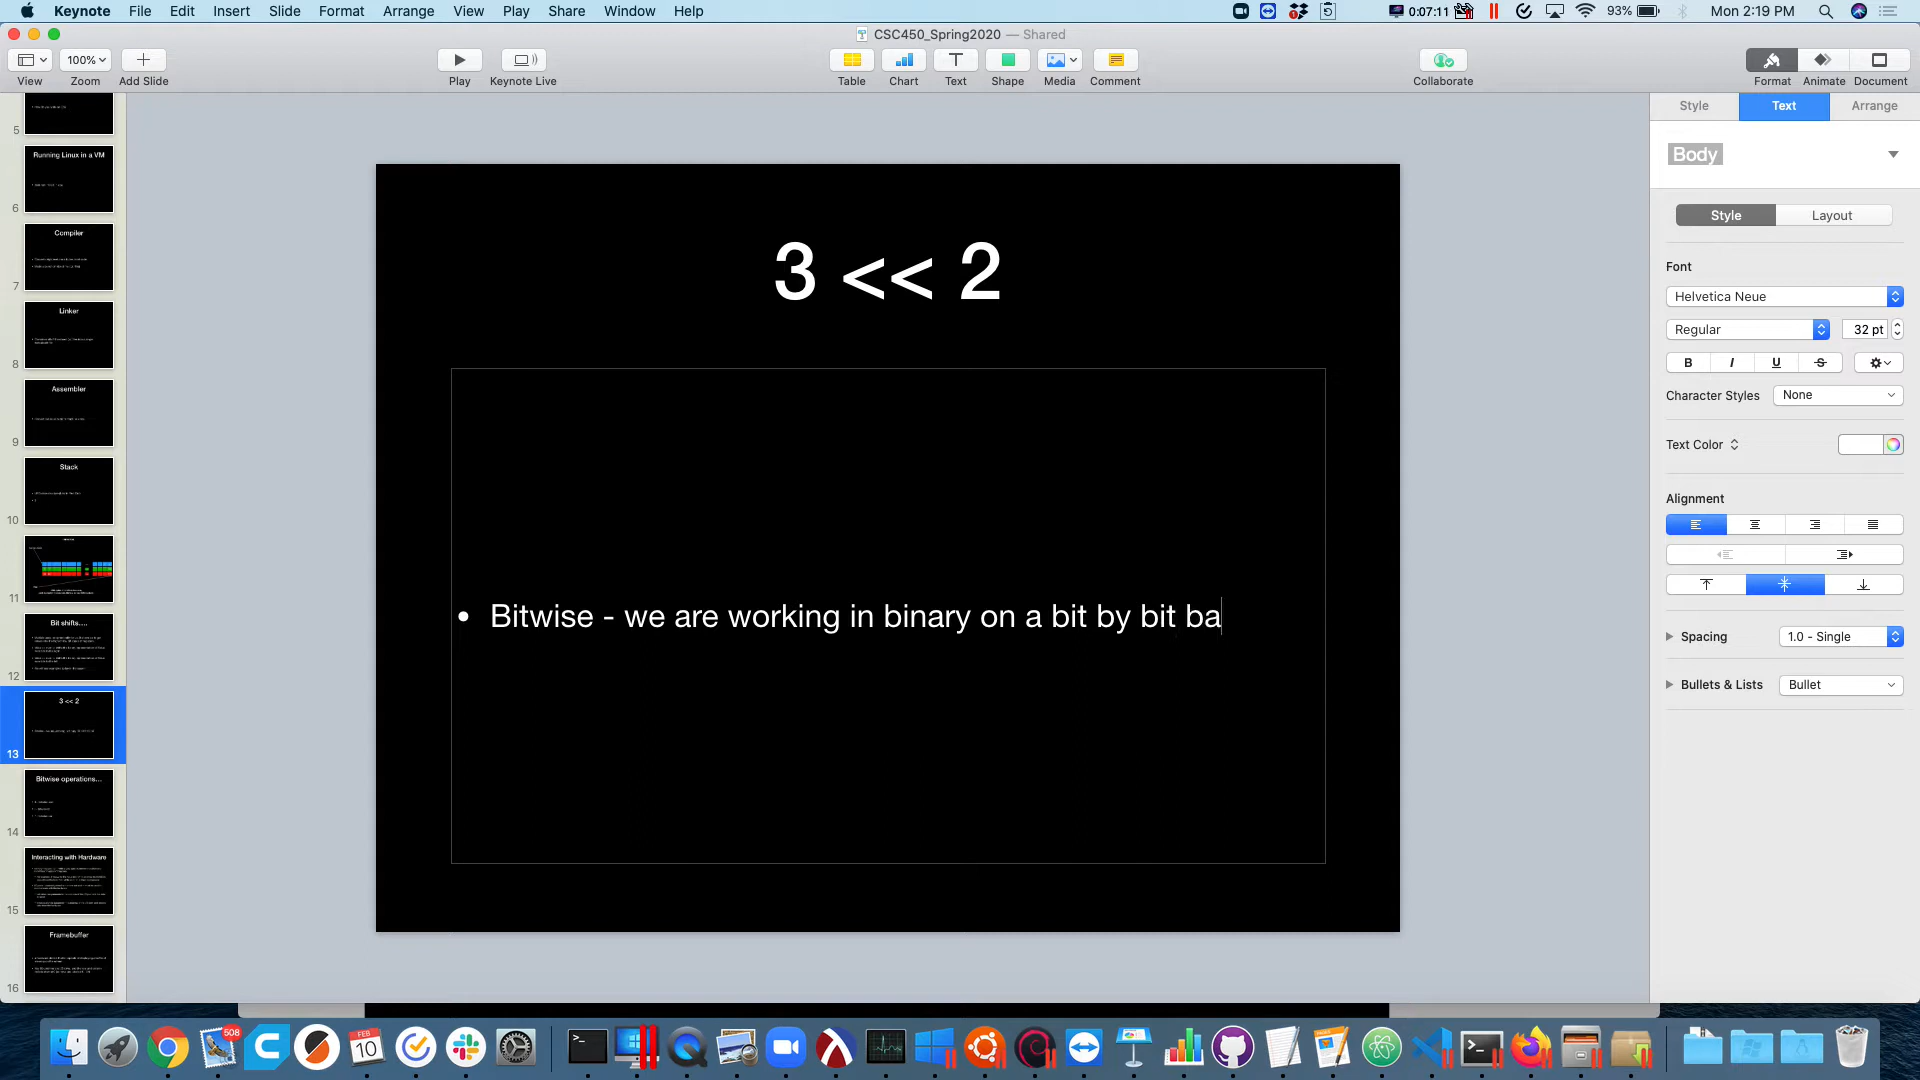 Keynote File Edit Insert Slide Format Arrange View Play Share Window Help 0:07:11 93% Mon 2:19 PM
CSC450_Spring2020 — Shared
100%
View Zoom Add Slide Play Keynote Live Table Chart Text Shape Media Comment Collaborate Format Animate Document
Style Text Arrange
Body
Style Layout
Font
Helvetica Neue
Regular 32 pt
B I U S
Character Styles None
Text Color
Alignment
Spacing 1.0 - Single
Bullets & Lists Bullet
5
Running Linux in a VM
6
Compiler
7
Linker
8
Assembler
9
Stack
10
11
Bit shifts....
12
3 << 2
13
Bitwise operations...
14
Interacting with Hardware
15
Framebuffer
16
3 << 2
• Bitwise - we are working in binary on a bit by bit ba
508
FEB
10